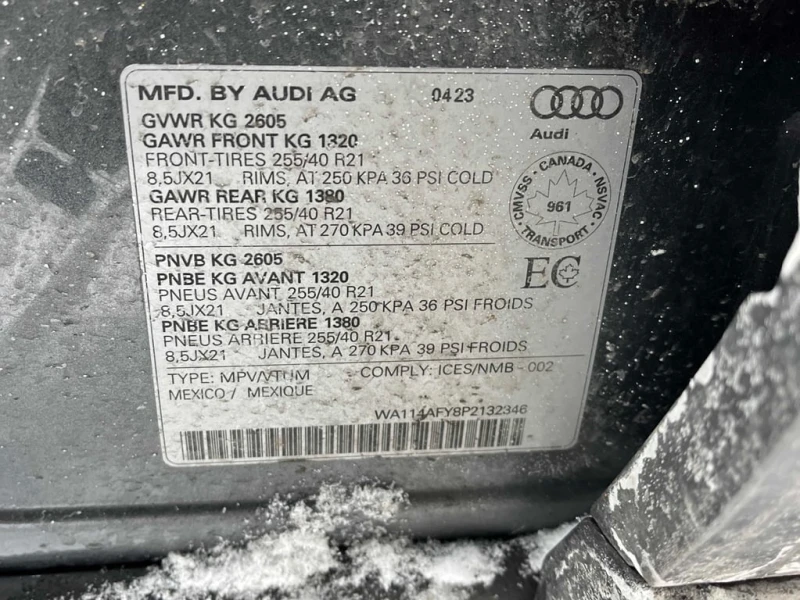 MFD. BY AUDI AG 0423
Audi
GVWR KG 2605
GAWR FRONT KG 1320
FRONT-TIRES 255/40 R21
8,5JX21 RIMS, AT 250 KPA 36 PSI COLD
GAWR REAR KG 1380
REAR-TIRES 255/40 R21
8,5JX21 RIMS, AT 270 KPA 39 PSI COLD
CMVSS · CANADA · NSVAC
961
TRANSPORT
PNVB KG 2605
PNBE KG AVANT 1320
PNEUS AVANT 255/40 R21
8,5JX21 JANTES, A 250 KPA 36 PSI FROIDS
PNBE KG ARRIERE 1380
PNEUS ARRIERE 255/40 R21
8,5JX21 JANTES, A 270 KPA 39 PSI FROIDS
EC
TYPE: MPV/VTUM COMPLY: ICES/NMB - 002
MEXICO / MEXIQUE
WA114AFY8P2132346